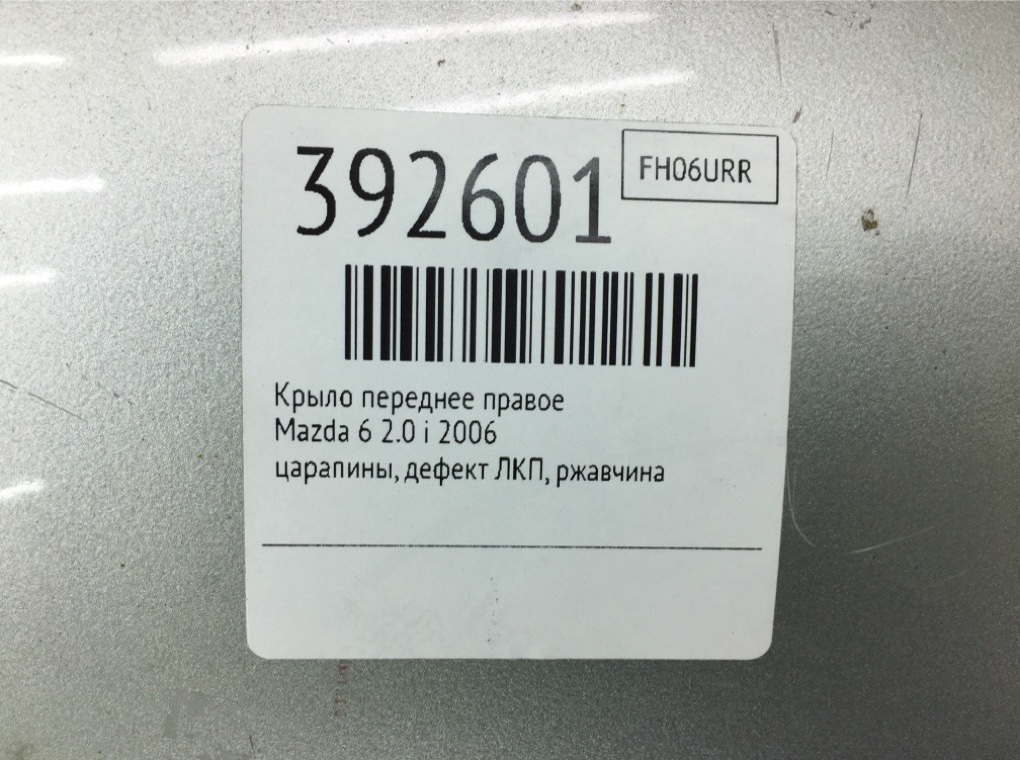 392601
FH06URR
Крыло переднее правое
Mazda 6 2.0 i 2006
царапины, дефект ЛКП, ржавчина